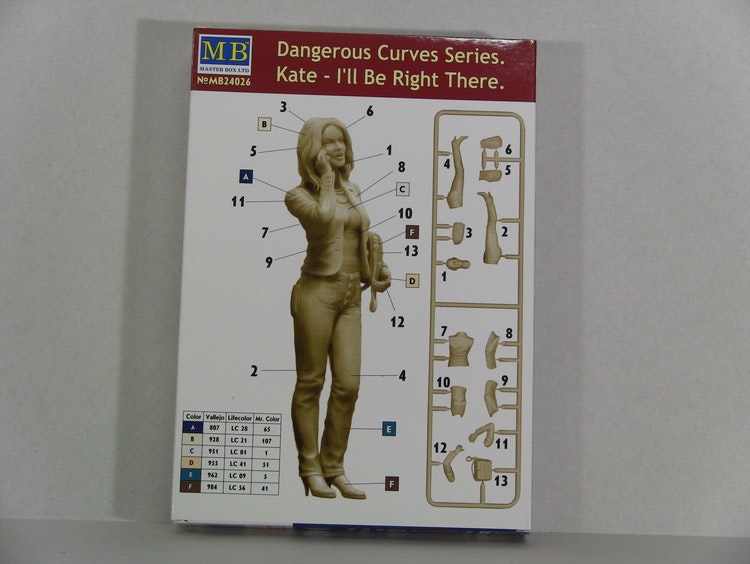 MB
MASTER BOX LTD
№MB24026
Dangerous Curves Series.
Kate - I'll Be Right There.
3
6
B
5
1
A
8
C
11
10
7
F
13
9
D
12
2
4
E
F
Color Vallejo Lifecolor Mr. Color
A 807 LC 28 65
B 928 LC 21 107
C 951 LC 01 1
D 955 LC 41 51
E 962 LC 09 5
F 984 LC 56 41
4
6
5
3
2
1
7
8
10
9
11
12
13